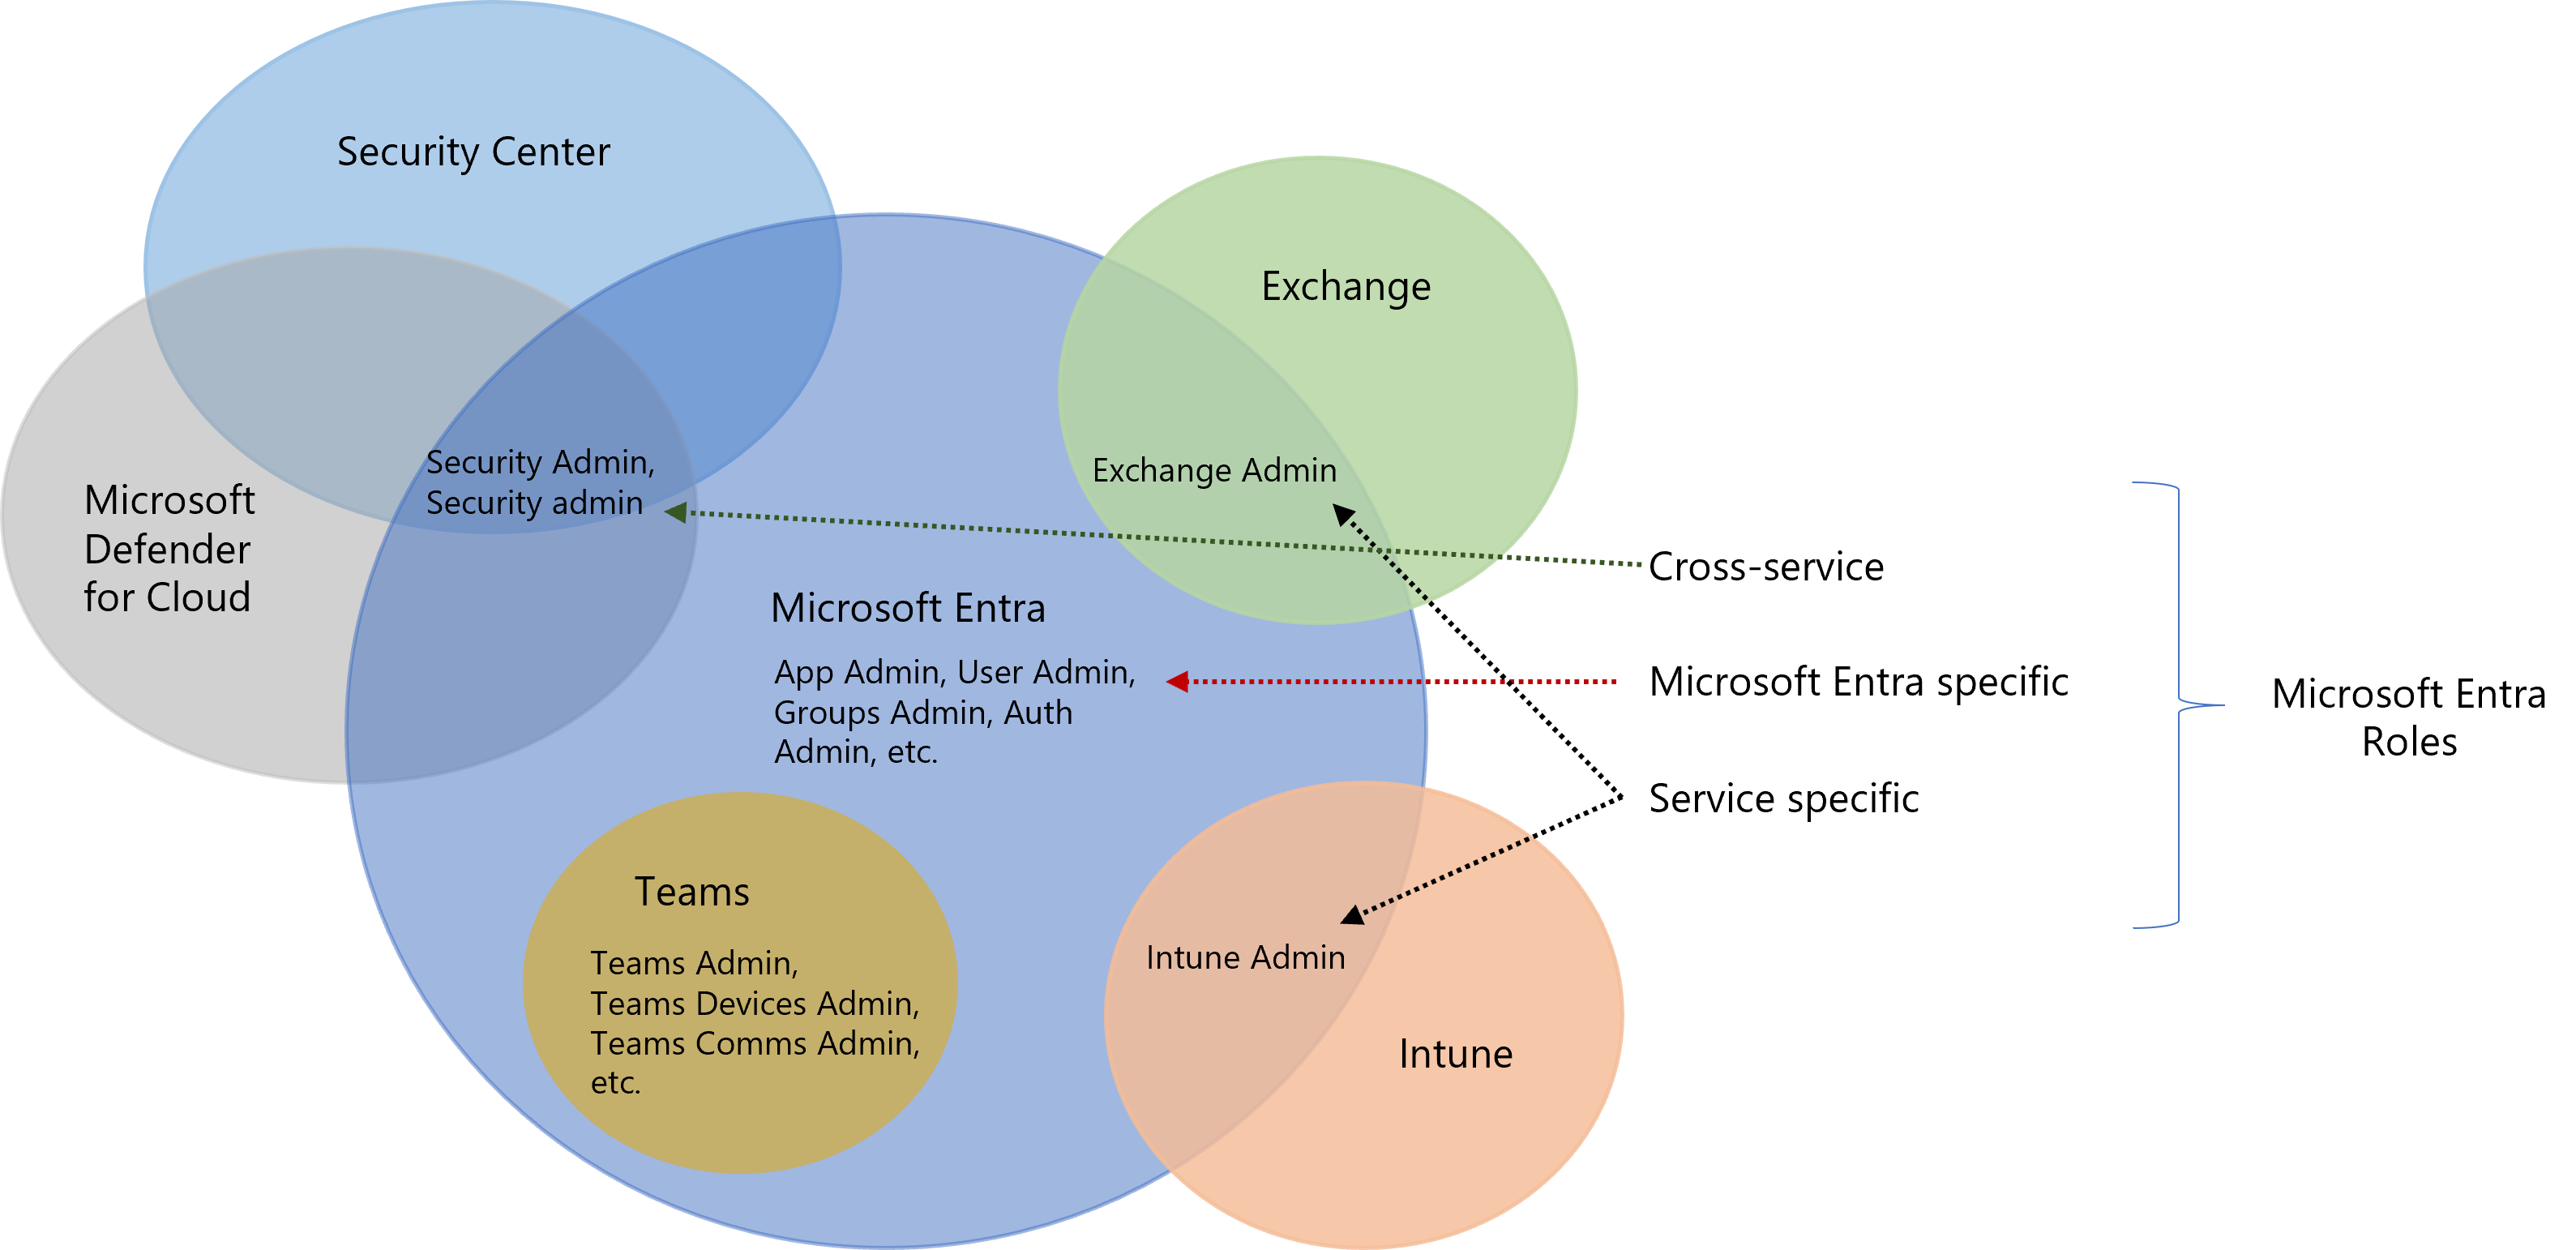 Security Center
Exchange
Security Admin,
Security admin
Exchange Admin
Microsoft
Defender
for Cloud
Microsoft Entra
App Admin, User Admin,
Groups Admin, Auth
Admin, etc.
Teams
Teams Admin,
Teams Devices Admin,
Teams Comms Admin,
etc.
Intune Admin
Intune
Cross-service
Microsoft Entra specific
Service specific
Microsoft Entra
Roles